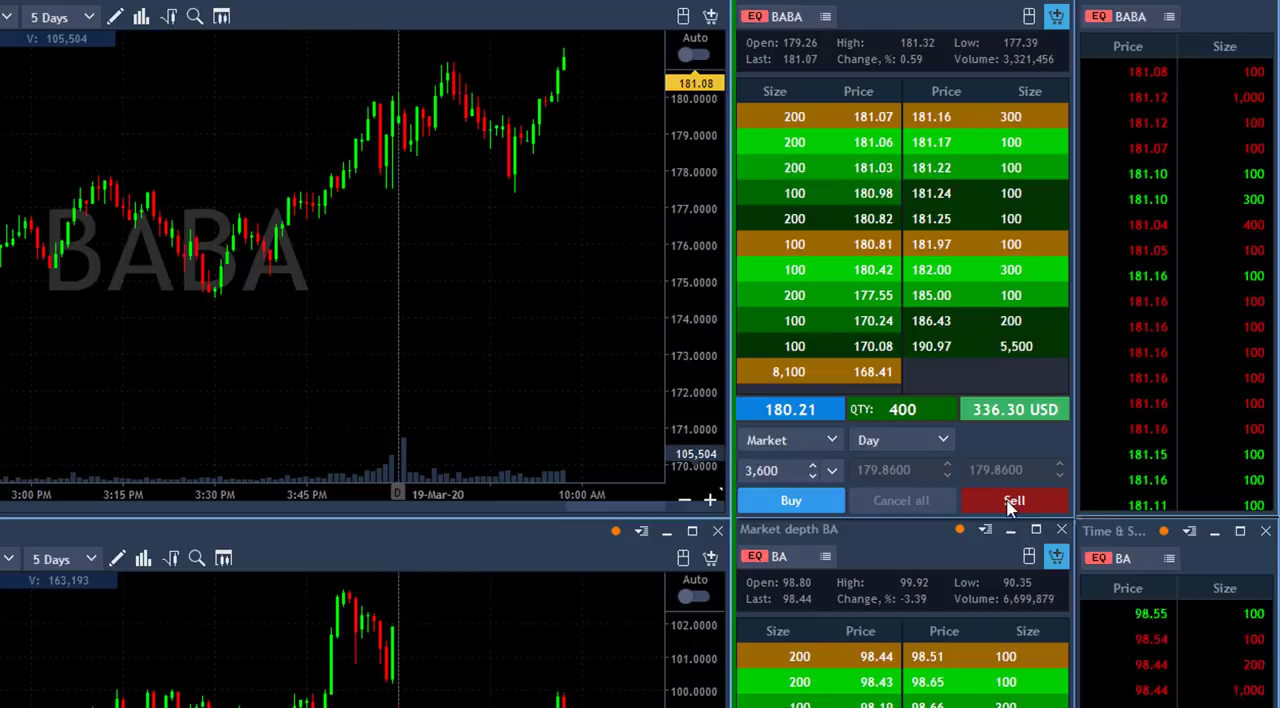 5 Days
V: 105,504
BABA
Auto
181.08
180.0000
179.0000
178.0000
177.0000
176.0000
175.0000
174.0000
173.0000
172.0000
171.0000
105,504
170.0000
3:00 PM 3:15 PM 3:30 PM 3:45 PM D 19-Mar-20 10:00 AM
EQ BABA
Open: 179.26 High: 181.32 Low: 177.39
Last: 181.07 Change, %: 0.59 Volume: 3,321,456
Size Price Price Size
200 181.07 181.16 300
200 181.06 181.17 100
200 181.03 181.22 100
100 180.98 181.24 100
200 180.82 181.25 100
100 180.81 181.97 100
100 180.42 182.00 300
200 177.55 185.00 100
100 170.24 186.43 200
100 170.08 190.97 5,500
8,100 168.41
180.21 QTY: 400 336.30 USD
Market Day
3,600 179.8600 179.8600
Buy Cancel all Sell
EQ BABA
Price Size
181.08 100
181.12 1,000
181.12 100
181.07 100
181.10 100
181.10 300
181.04 400
181.05 100
181.16 100
181.16 100
181.16 100
181.16 100
181.16 100
181.16 100
181.16 100
181.15 100
181.15 100
181.11 100
5 Days
V: 163,193
Auto
102.0000
101.0000
100.0000
Market depth BA
EQ BA
Open: 98.80 High: 99.92 Low: 90.35
Last: 98.44 Change, %: -3.39 Volume: 6,699,879
Size Price Price Size
200 98.44 98.51 100
200 98.43 98.65 100
100 98.19 98.66 200
Time & S...
EQ BA
Price Size
98.55 100
98.54 100
98.44 200
98.44 1,000